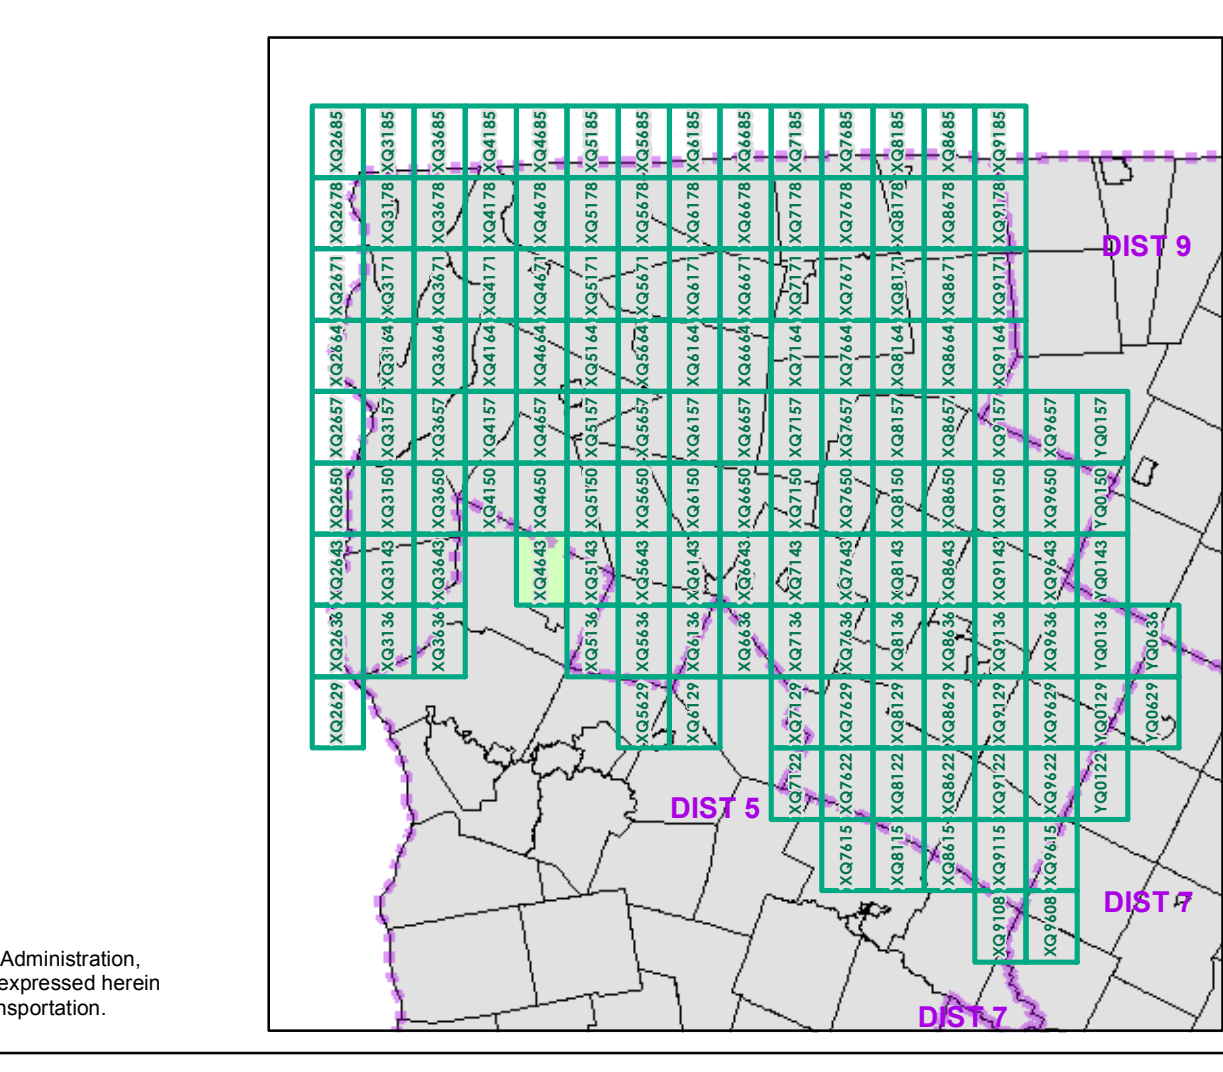 XQ2685 XQ3185 XQ3685 XQ4185 XQ4685 XQ5185 XQ5685 XQ6185 XQ6685 XQ7185 XQ7685 XQ8185 XQ8685 XQ9185
XQ2678 XQ3178 XQ3678 XQ4178 XQ4678 XQ5178 XQ5678 XQ6178 XQ6678 XQ7178 XQ7678 XQ8178 XQ8678 XQ9178
DIST 9
XQ2671 XQ3171 XQ3671 XQ4171 XQ4671 XQ5171 XQ5671 XQ6171 XQ6671 XQ7171 XQ7671 XQ8171 XQ8671 XQ9171
XQ2664 XQ3164 XQ3664 XQ4164 XQ4664 XQ5164 XQ5664 XQ6164 XQ6664 XQ7164 XQ7664 XQ8164 XQ8664 XQ9164
XQ2657 XQ3157 XQ3657 XQ4157 XQ4657 XQ5157 XQ5657 XQ6157 XQ6657 XQ7157 XQ7657 XQ8157 XQ8657 XQ9157 XQ9657 YQ0157
XQ2650 XQ3150 XQ3650 XQ4150 XQ4650 XQ5150 XQ5650 XQ6150 XQ6650 XQ7150 XQ7650 XQ8150 XQ8650 XQ9150 XQ9650 YQ0150
XQ2643 XQ3143 XQ3643 XQ4643 XQ5143 XQ5643 XQ6143 XQ6643 XQ7143 XQ7643 XQ8143 XQ8643 XQ9143 XQ9643 YQ0143
XQ2636 XQ3136 XQ3636 XQ5136 XQ5636 XQ6136 XQ6636 XQ7136 XQ7636 XQ8136 XQ8636 XQ9136 XQ9636 YQ0136 YQ0636
XQ2629 XQ5629 XQ6129 XQ7129 XQ7629 XQ8129 XQ8629 XQ9129 XQ9629 YQ0129 YQ0629
XQ7122 XQ7622 XQ8122 XQ8622 XQ9122 XQ9622 YQ0122
DIST 5
XQ7615 XQ8115 XQ8615 XQ9115 XQ9615
DIST 7
XQ9108 XQ9608
Administration,
expressed herein
nsportation.
DIST 7